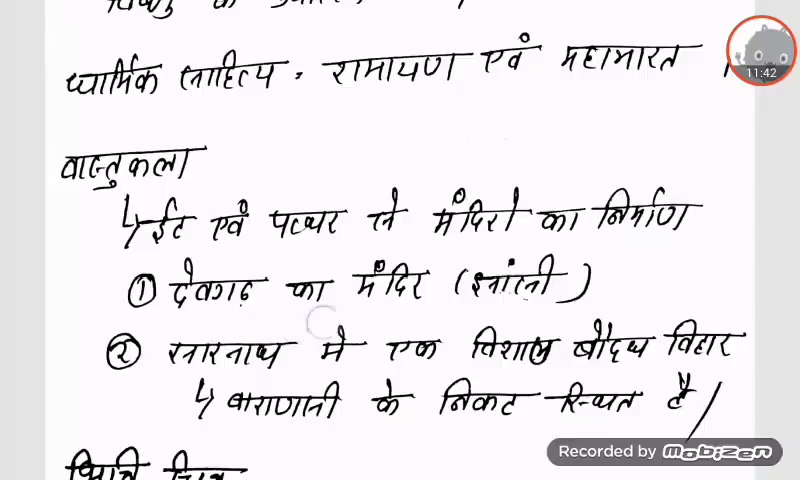 विष्णु के
धार्मिक साहित्य - रामायण एवं महाभारत ।
11:42
वास्तुकला
↳ ईट एवं पत्थर से मंदिरो का निर्माण
① देवगढ़ का मंदिर (झांसी)
② सारनाथ मे एक विशाल बौद्ध विहार
↳ वाराणसी के निकट स्थित है /
Recorded by mobizen